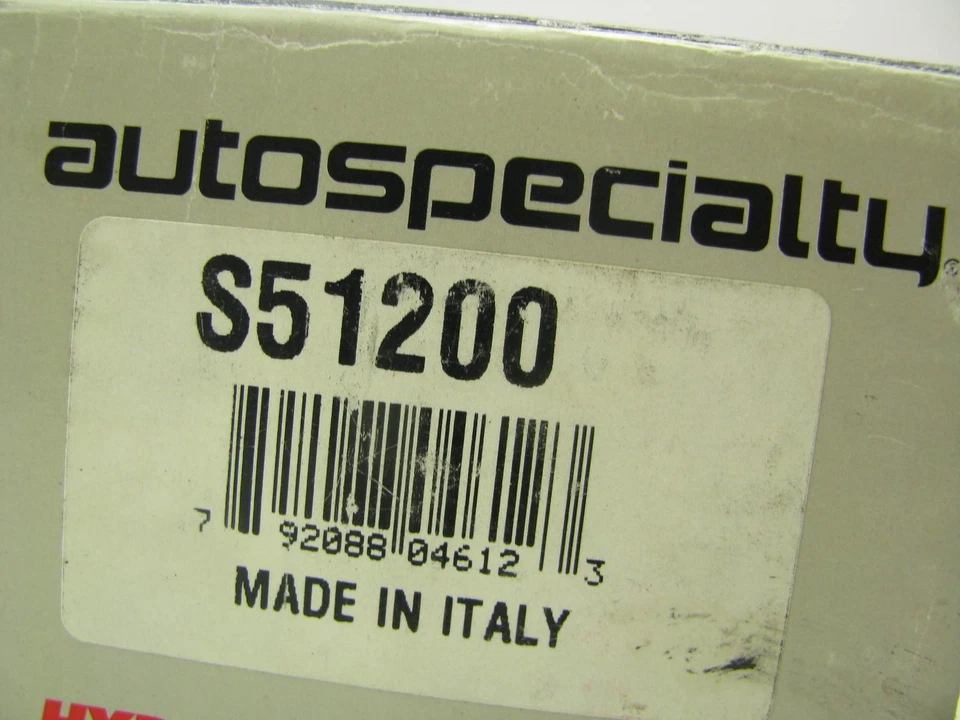 autospecialty®
S51200
7 92088 04612 3
MADE IN ITALY